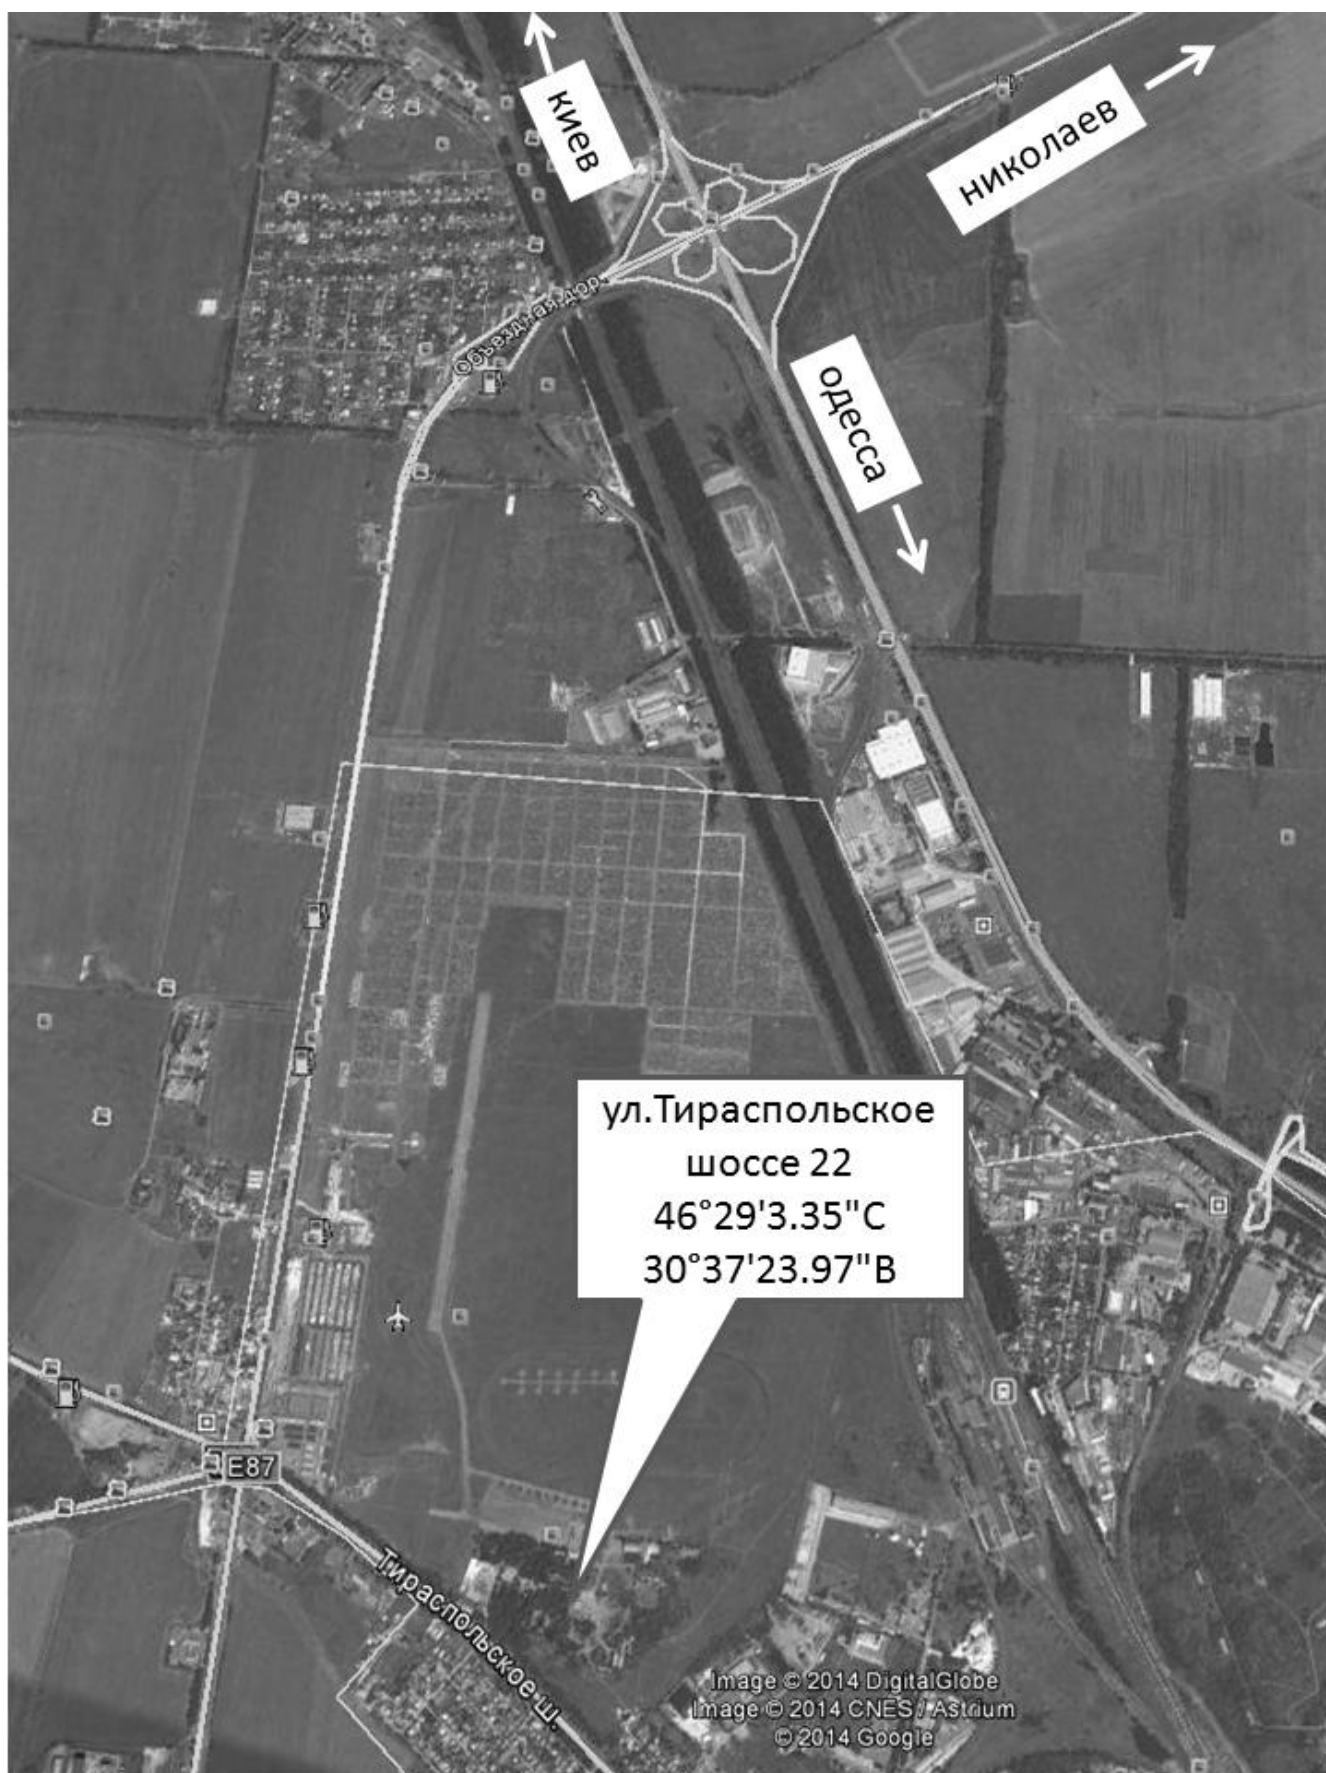 киев
николаев
Объездная дор.
одесса
ул.Тираспольское
шоссе 22
46°29'3.35"С
30°37'23.97"В
E87
Тираспольское ш.
Image © 2014 DigitalGlobe
Image © 2014 CNES / Astrium
© 2014 Google